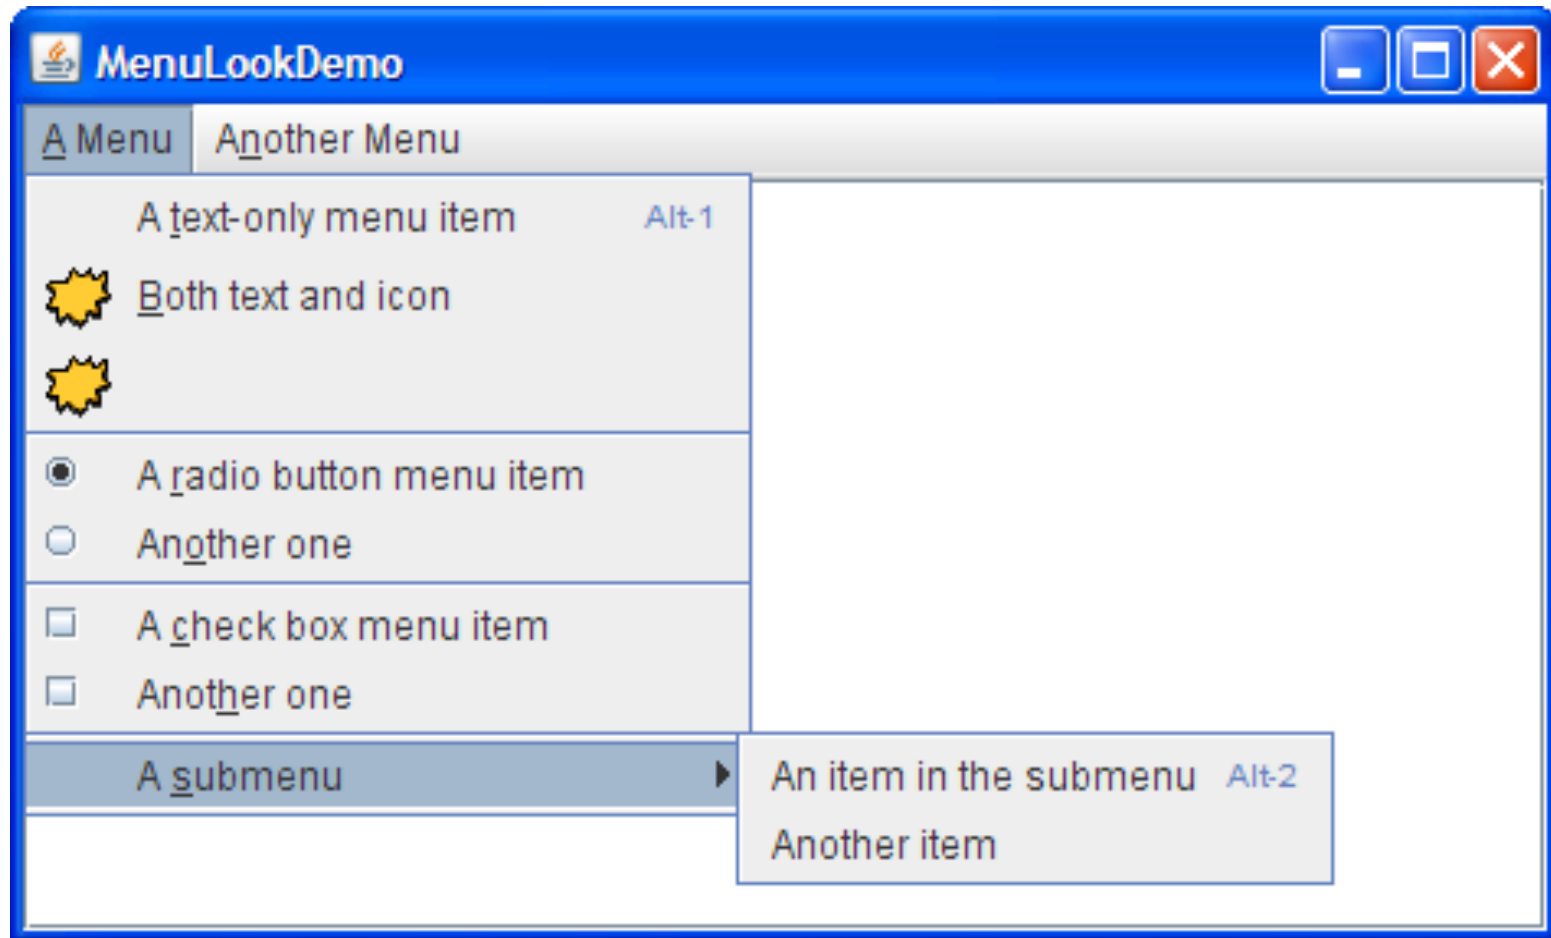 MenuLookDemo
A Menu Another Menu
A text-only menu item Alt-1
Both text and icon
A radio button menu item
Another one
A check box menu item
Another one
A submenu
An item in the submenu Alt-2
Another item